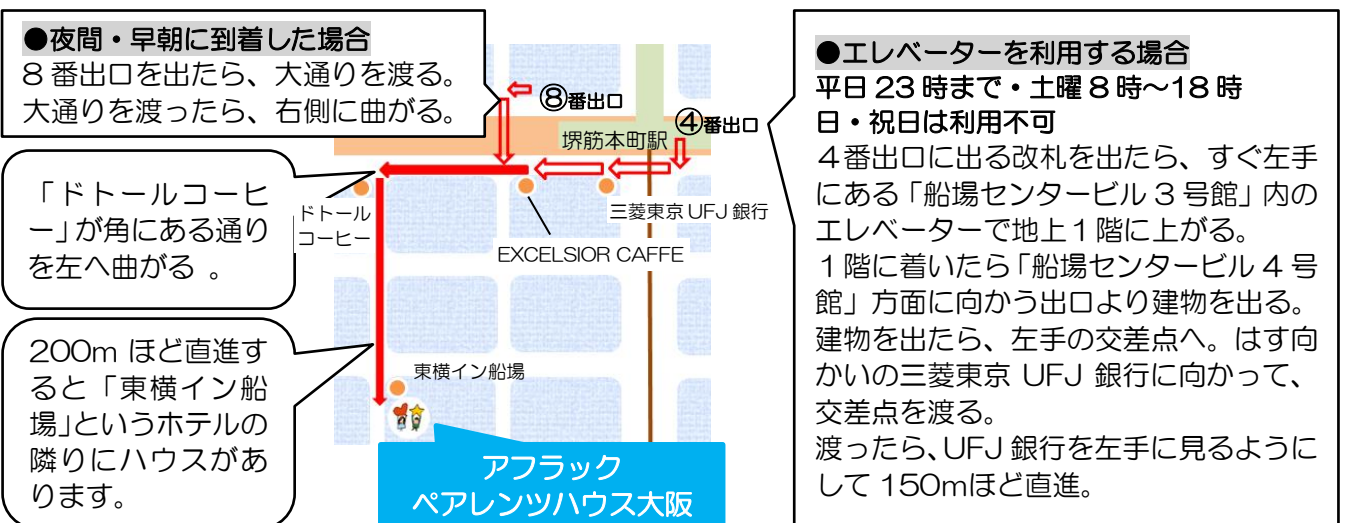 ●夜間・早朝に到着した場合
８番出口を出たら、大通りを渡る。
大通りを渡ったら、右側に曲がる。
「ドトールコーヒ
ー」が角にある通り
を左へ曲がる 。
200m ほど直進す
ると「東横イン船
場」というホテルの
隣りにハウスがあ
ります。
⑧番出口
④番出口
堺筋本町駅
ドトール
コーヒー
三菱東京 UFJ 銀行
EXCELSIOR CAFFE
東横イン船場
アフラック
ペアレンツハウス大阪
●エレベーターを利用する場合
平日 23 時まで・土曜 8 時～18 時
日・祝日は利用不可
４番出口に出る改札を出たら、すぐ左手
にある「船場センタービル 3 号館」内の
エレベーターで地上１階に上がる。
１階に着いたら「船場センタービル 4 号
館」方面に向かう出口より建物を出る。
建物を出たら、左手の交差点へ。はす向
かいの三菱東京 UFJ 銀行に向かって、
交差点を渡る。
渡ったら、UFJ 銀行を左手に見るように
して 150mほど直進。